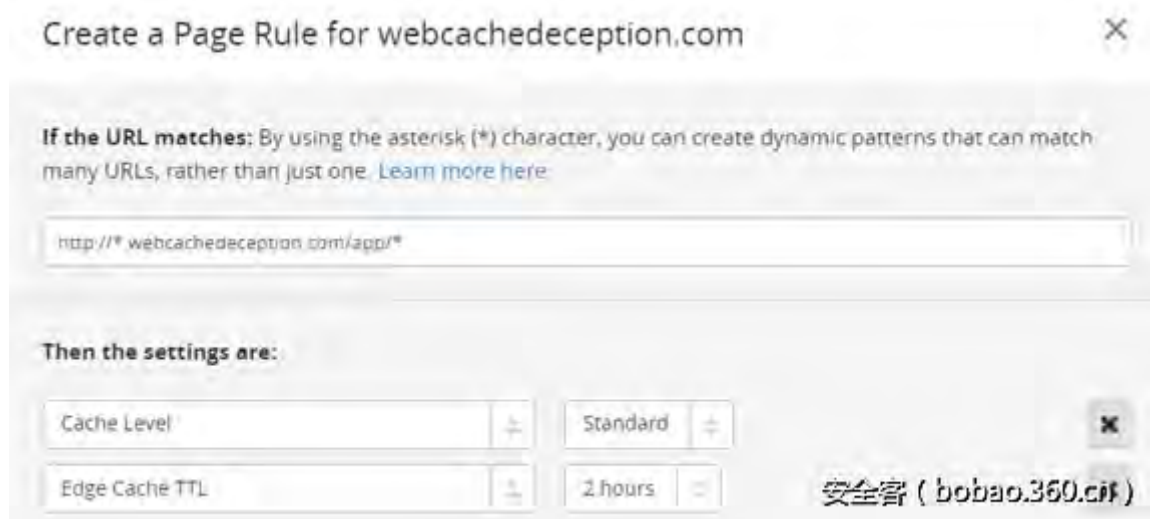 Create a Page Rule for webcachedeception.com
If the URL matches: By using the asterisk (*) character, you can create dynamic patterns that can match
many URLs, rather than just one. Learn more here
http://*.webcachedeception.com/app/*
Then the settings are:
Cache Level
Standard
Edge Cache TTL
2 hours
安全客 ( bobao.360.cn )